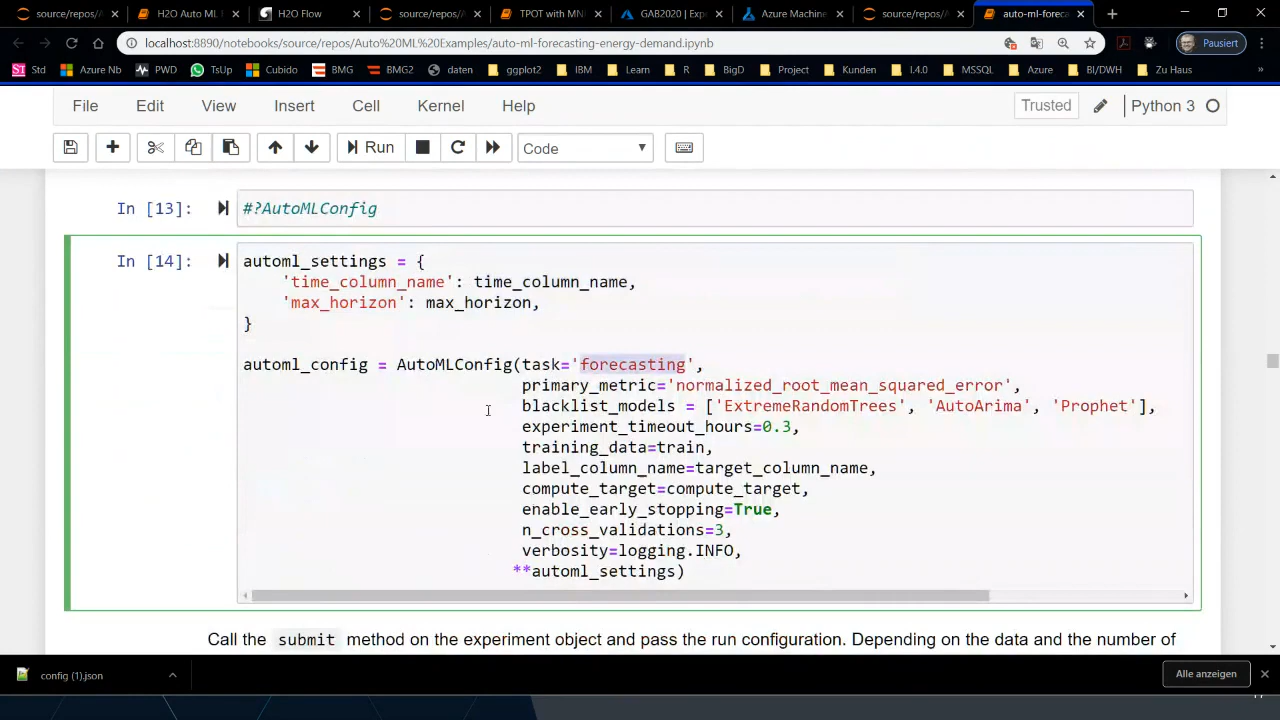 source/repos/
H2O Auto ML
H2O Flow
source/repos/A
TPOT with MN
GAB2020 | Exp
Azure Machine
source/repos/A
auto-ml-foreca
localhost:8890/notebooks/source/repos/Auto%20ML%20Examples/auto-ml-forecasting-energy-demand.ipynb
Pausiert
Std Azure Nb PWD TsUp Cubido BMG BMG2 daten ggplot2 IBM Learn R BigD Project Kunden I.4.0 MSSQL Azure BI/DWH Zu Haus »
File Edit View Insert Cell Kernel Help Trusted Python 3
Run Code
In [13]: #?AutoMLConfig
In [14]: automl_settings = {
'time_column_name': time_column_name,
'max_horizon': max_horizon,
}
automl_config = AutoMLConfig(task='forecasting',
primary_metric='normalized_root_mean_squared_error',
blacklist_models = ['ExtremeRandomTrees', 'AutoArima', 'Prophet'],
experiment_timeout_hours=0.3,
training_data=train,
label_column_name=target_column_name,
compute_target=compute_target,
enable_early_stopping=True,
n_cross_validations=3,
verbosity=logging.INFO,
**automl_settings)
Call the submit method on the experiment object and pass the run configuration. Depending on the data and the number of
config (1).json
Alle anzeigen